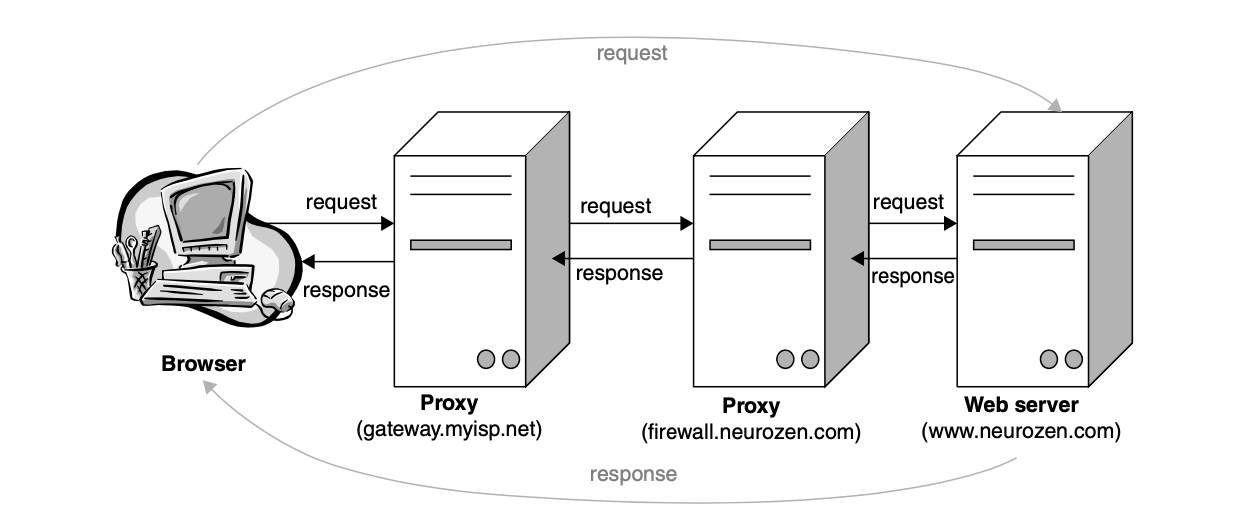 request
request
request
request
response
response
response
Browser
Proxy
(gateway.myisp.net)
Proxy
(firewall.neurozen.com)
Web server
(www.neurozen.com)
response